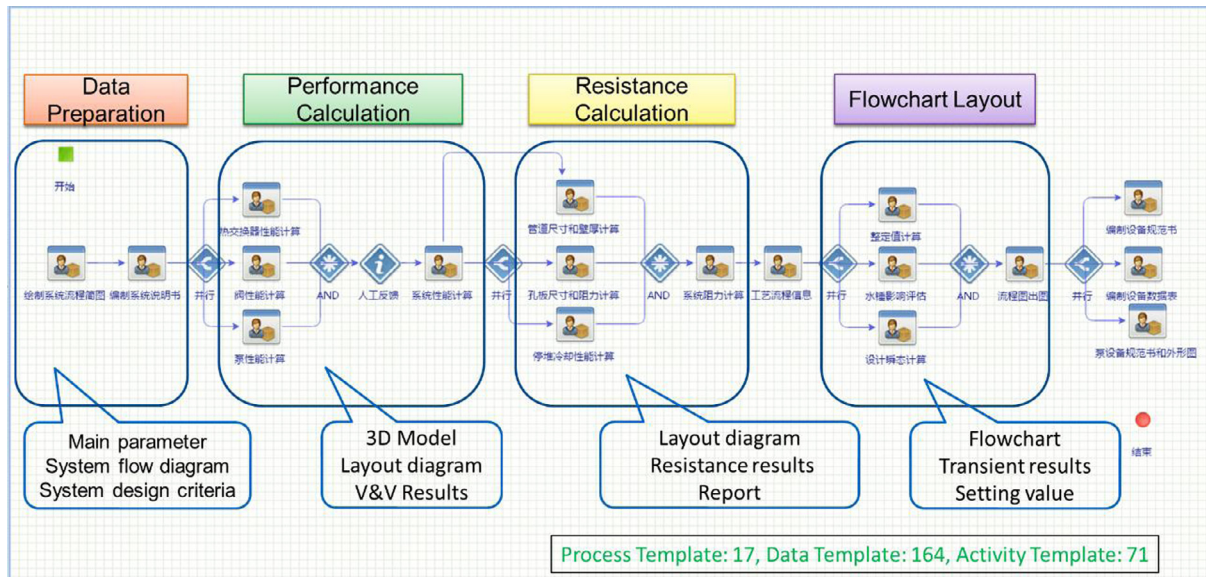 Data
Preparation
Performance
Calculation
Resistance
Calculation
Flowchart Layout
开始
绘制系统流程简图
编制系统说明书
并行
热交换器性能计算
阀性能计算
泵性能计算
AND
人工反馈
系统性能计算
并行
管道尺寸和壁厚计算
孔板尺寸和阻力计算
停堆冷却性能计算
AND
系统阻力计算
工艺流程信息
并行
整定值计算
水锤影响评估
设计瞬态计算
AND
流程图出图
并行
编制设备规范书
编制设备数据表
泵设备规范书和外形图
结束
Main parameter
System flow diagram
System design criteria
3D Model
Layout diagram
V&V Results
Layout diagram
Resistance results
Report
Flowchart
Transient results
Setting value
Process Template: 17, Data Template: 164, Activity Template: 71